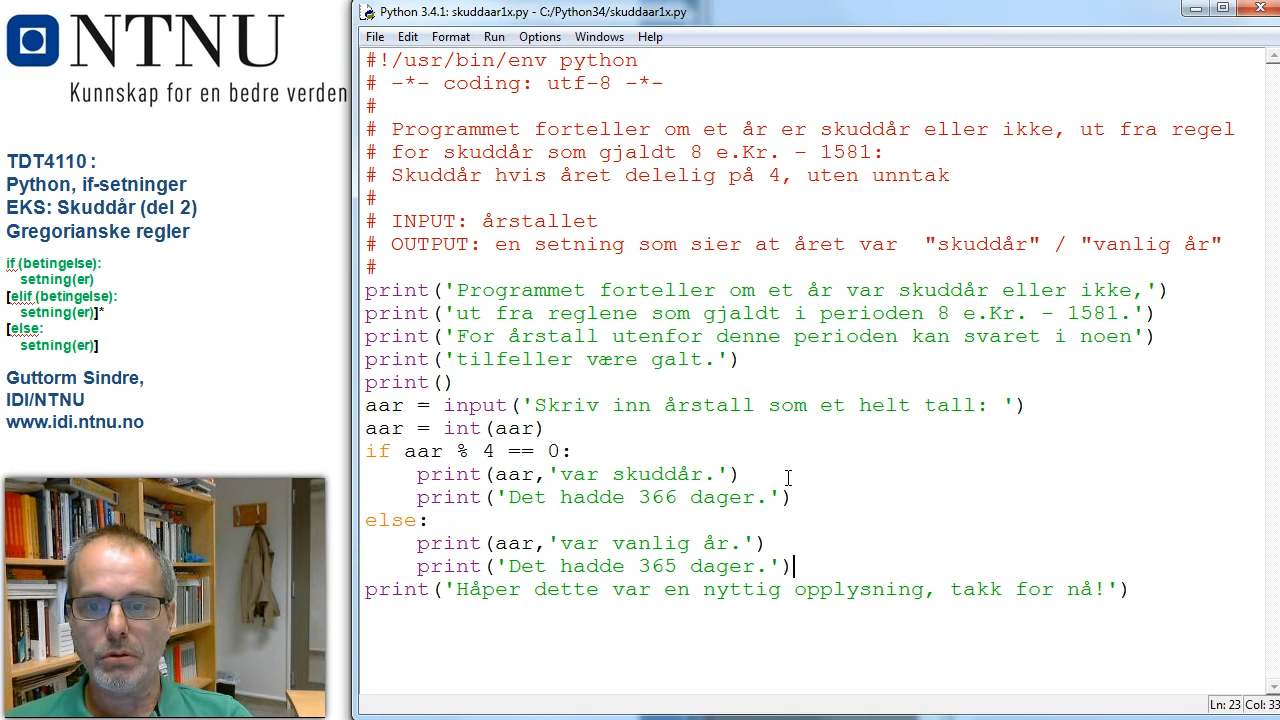 NTNU
Kunnskap for en bedre verden
TDT4110 :
Python, if-setninger
EKS: Skuddår (del 2)
Gregorianske regler
if (betingelse):
setning(er)
[elif (betingelse):
setning(er)]*
[else:
setning(er)]
Guttorm Sindre,
IDI/NTNU
www.idi.ntnu.no
Python 3.4.1: skuddaar1x.py - C:/Python34/skuddaar1x.py
File Edit Format Run Options Windows Help
#!/usr/bin/env python
# -*- coding: utf-8 -*-
#
# Programmet forteller om et år er skuddår eller ikke, ut fra regel
# for skuddår som gjaldt 8 e.Kr. - 1581:
# Skuddår hvis året delelig på 4, uten unntak
#
# INPUT: årstallet
# OUTPUT: en setning som sier at året var  "skuddår" / "vanlig år"
#
print('Programmet forteller om et år var skuddår eller ikke,')
print('ut fra reglene som gjaldt i perioden 8 e.Kr. - 1581.')
print('For årstall utenfor denne perioden kan svaret i noen')
print('tilfeller være galt.')
print()
aar = input('Skriv inn årstall som et helt tall: ')
aar = int(aar)
if aar % 4 == 0:
    print(aar,'var skuddår.')
    print('Det hadde 366 dager.')
else:
    print(aar,'var vanlig år.')
    print('Det hadde 365 dager.')
print('Håper dette var en nyttig opplysning, takk for nå!')
Ln: 23 Col: 33